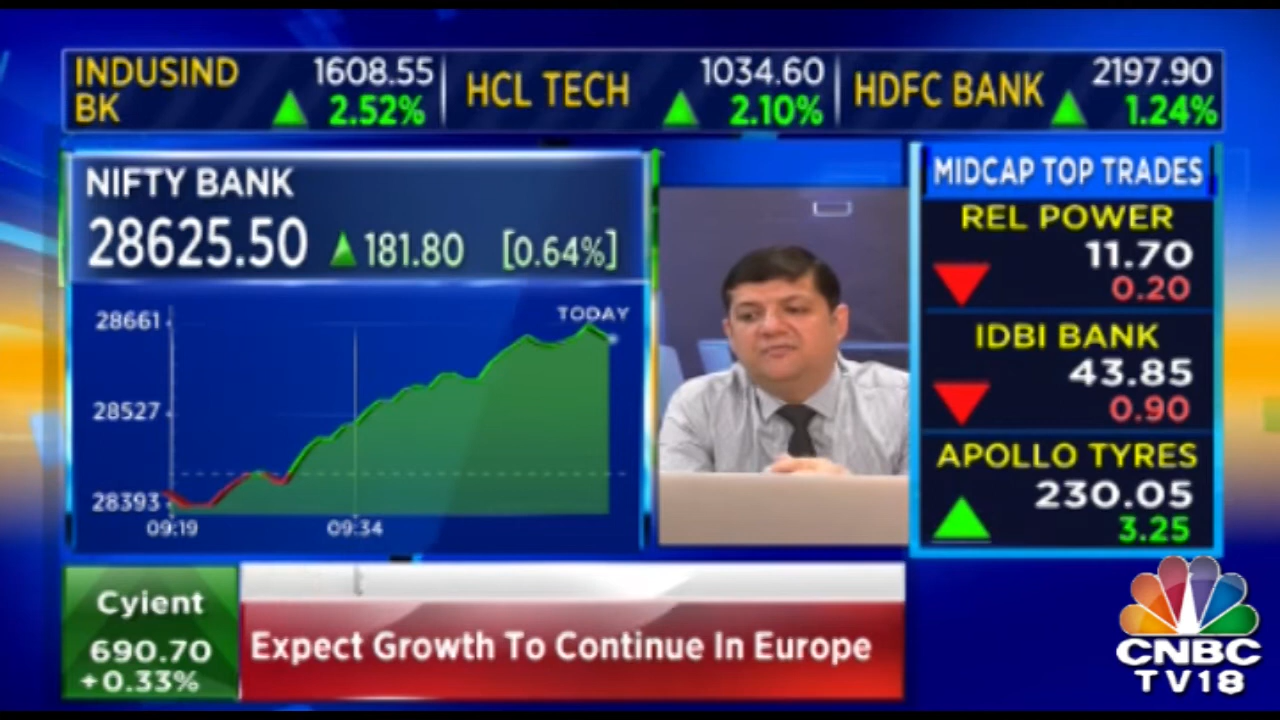 INDUSIND BK 1608.55 2.52%
HCL TECH 1034.60 2.10%
HDFC BANK 2197.90 1.24%
NIFTY BANK
28625.50 181.80 [0.64%]
TODAY
28661
28527
28393
09:19 09:34
MIDCAP TOP TRADES
REL POWER
11.70
0.20
IDBI BANK
43.85
0.90
APOLLO TYRES
230.05
3.25
Cyient
690.70
+0.33%
Expect Growth To Continue In Europe
CNBC
TV18